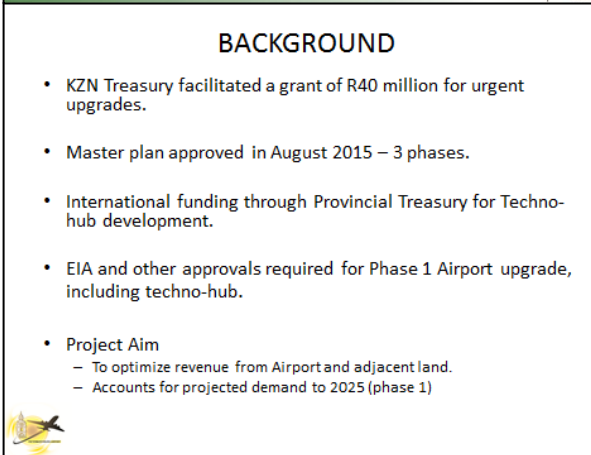 BACKGROUND
• KZN Treasury facilitated a grant of R40 million for urgent
upgrades.
• Master plan approved in August 2015 – 3 phases.
• International funding through Provincial Treasury for Techno-
hub development.
• EIA and other approvals required for Phase 1 Airport upgrade,
including techno-hub.
• Project Aim
– To optimize revenue from Airport and adjacent land.
– Accounts for projected demand to 2025 (phase 1)